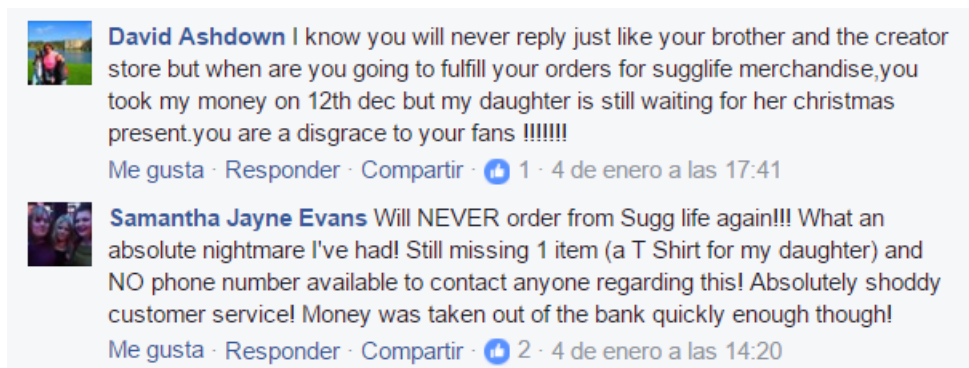 David Ashdown I know you will never reply just like your brother and the creator
store but when are you going to fulfill your orders for sugglife merchandise,you
took my money on 12th dec but my daughter is still waiting for her christmas
present.you are a disgrace to your fans !!!!!!!
Me gusta · Responder · Compartir · 1 · 4 de enero a las 17:41
Samantha Jayne Evans Will NEVER order from Sugg life again!!! What an
absolute nightmare I've had! Still missing 1 item (a T Shirt for my daughter) and
NO phone number available to contact anyone regarding this! Absolutely shoddy
customer service! Money was taken out of the bank quickly enough though!
Me gusta · Responder · Compartir · 2 · 4 de enero a las 14:20